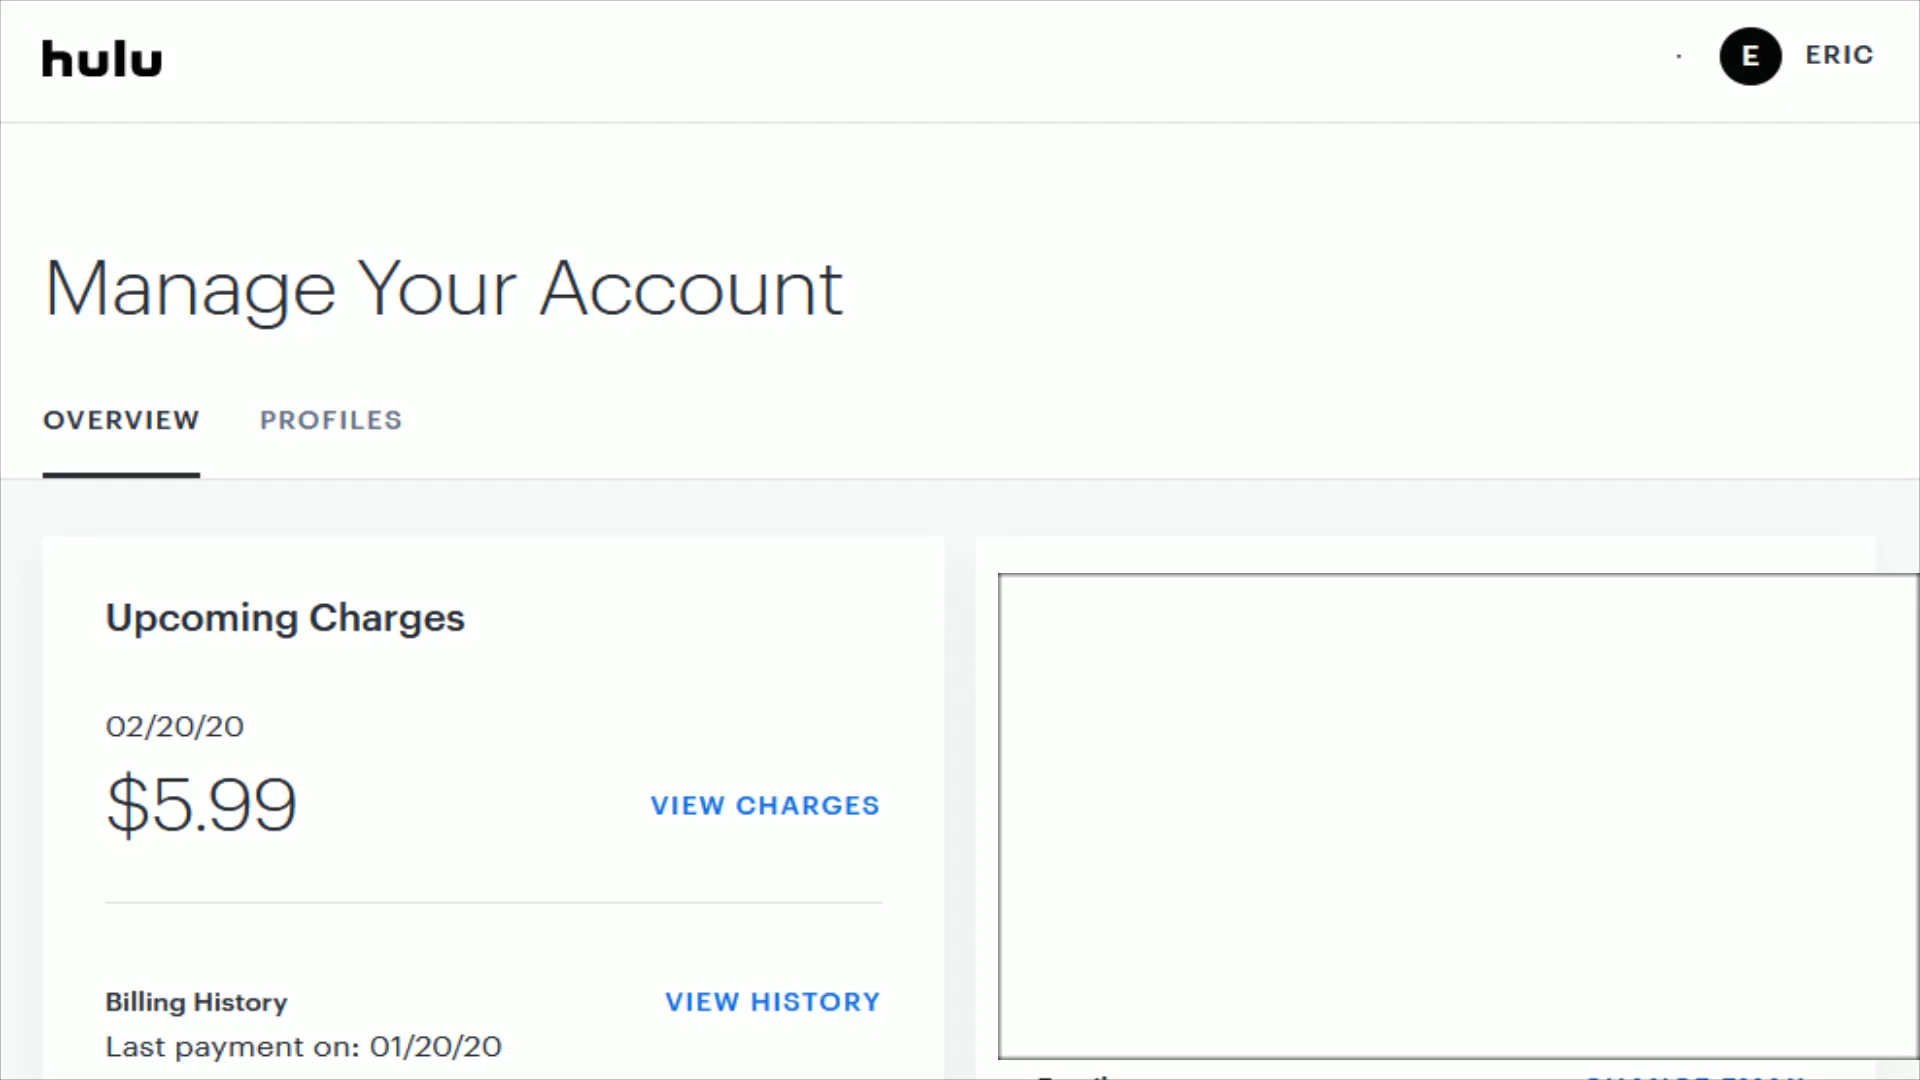 hulu
E ERIC
Manage Your Account
OVERVIEW PROFILES
Upcoming Charges
02/20/20
$5.99 VIEW CHARGES
Billing History VIEW HISTORY
Last payment on: 01/20/20